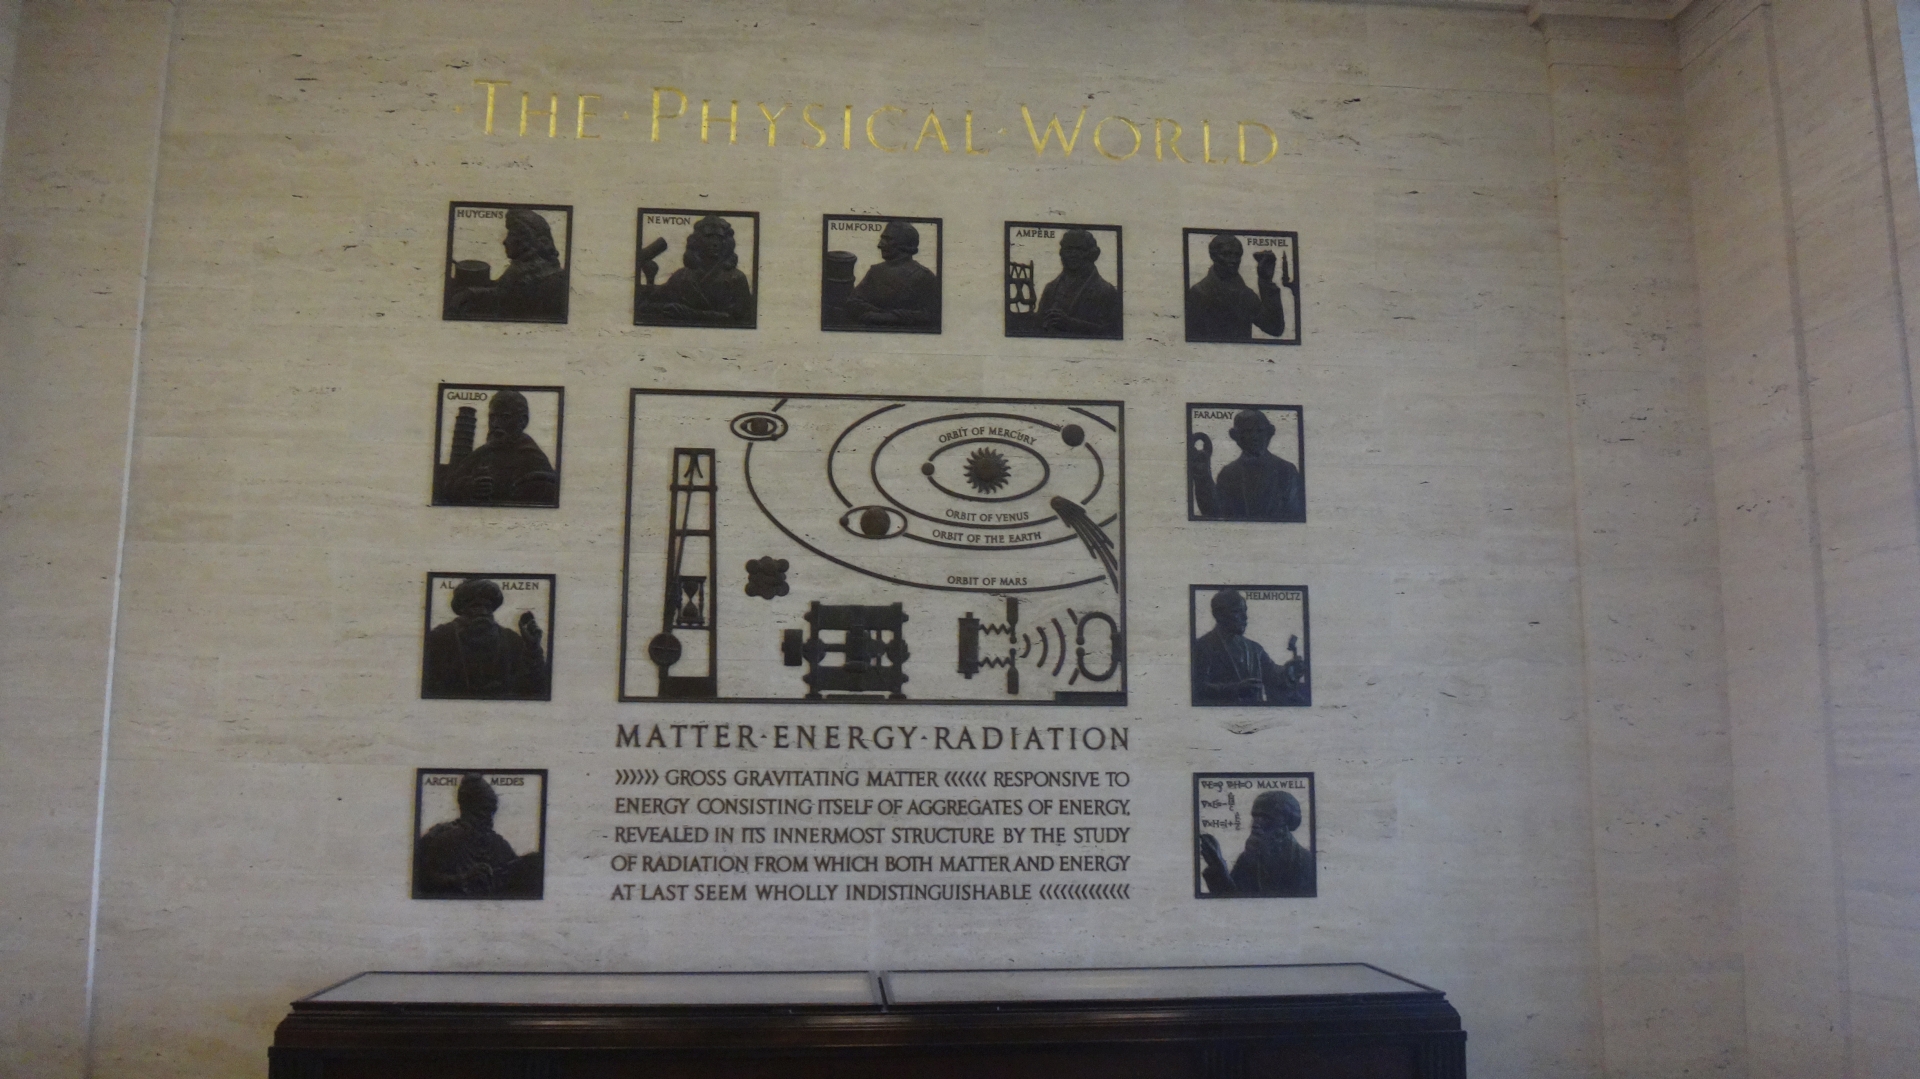 ·THE·PHYSICAL·WORLD
HUYGENS
NEWTON
RUMFORD
AMPÈRE
FRESNEL
GALILEO
FARADAY
AL HAZEN
HELMHOLTZ
ARCHI MEDES
MAXWELL
ORBIT OF MERCURY
ORBIT OF VENUS
ORBIT OF THE EARTH
ORBIT OF MARS
MATTER·ENERGY·RADIATION
》》》 GROSS GRAVITATING MATTER 《《《 RESPONSIVE TO
ENERGY CONSISTING ITSELF OF AGGREGATES OF ENERGY,
REVEALED IN ITS INNERMOST STRUCTURE BY THE STUDY
OF RADIATION FROM WHICH BOTH MATTER AND ENERGY
AT LAST SEEM WHOLLY INDISTINGUISHABLE 《《《《《《